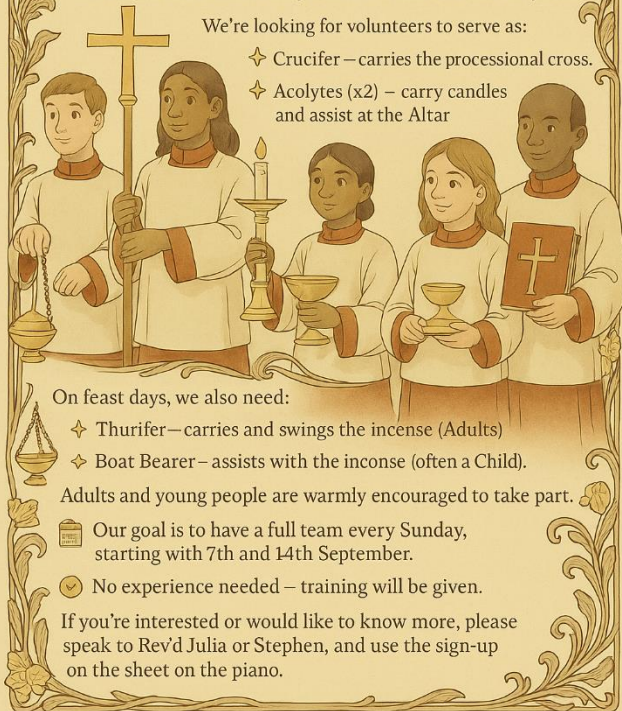 We're looking for volunteers to serve as:
Crucifer – carries the processional cross.
Acolytes (x2) – carry candles
and assist at the Altar
On feast days, we also need:
Thurifer—carries and swings the incense (Adults)
Boat Bearer – assists with the inconse (often a Child).
Adults and young people are warmly encouraged to take part.
Our goal is to have a full team every Sunday,
starting with 7th and 14th September.
No experience needed – training will be given.
If you're interested or would like to know more, please
speak to Rev'd Julia or Stephen, and use the sign-up
on the sheet on the piano.